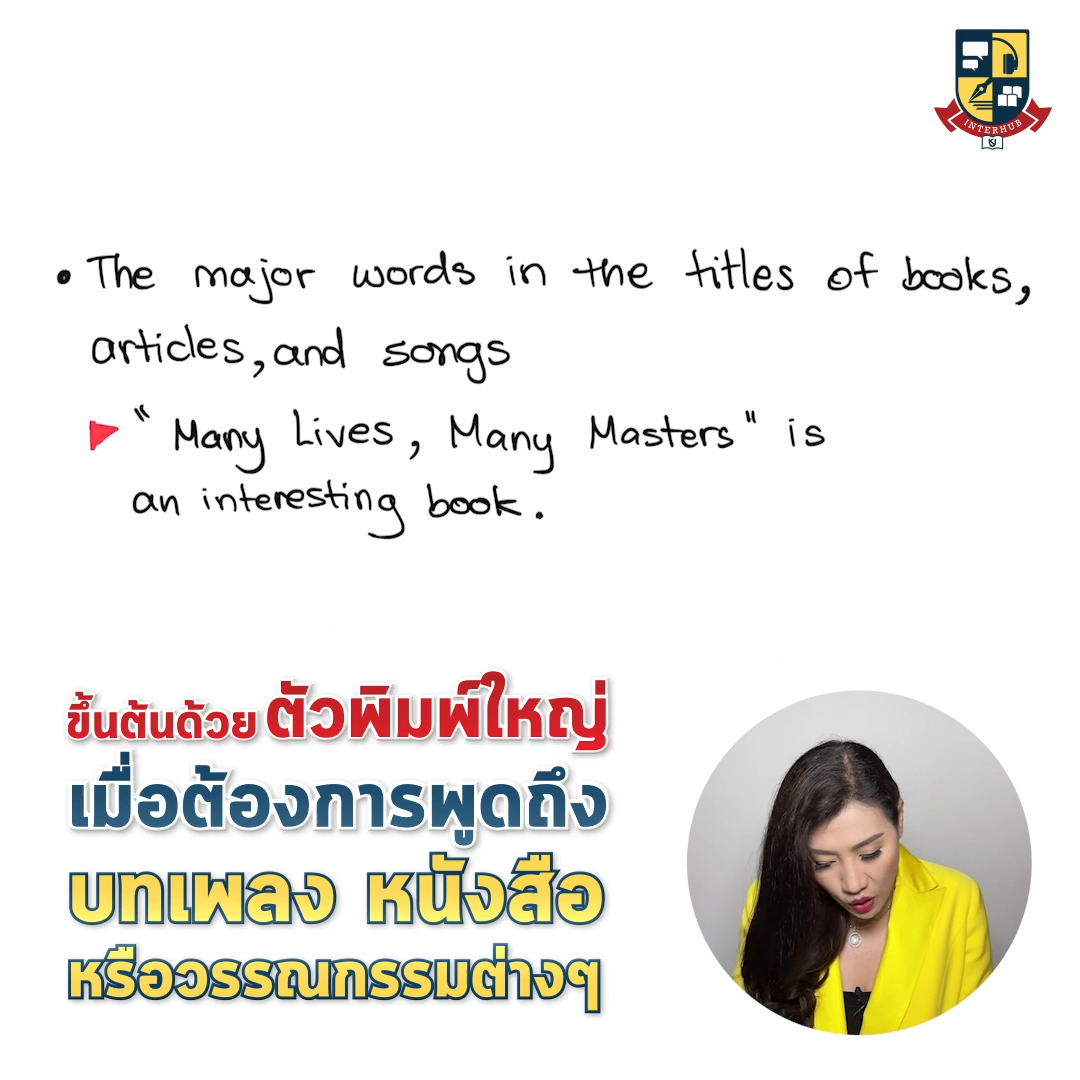 INTERHUB
• The major words in the titles of books,
articles, and songs
"Many Lives, Many Masters" is
an interesting book.
ขึ้นต้นด้วย ตัวพิมพ์ใหญ่
เมื่อต้องการพูดถึง
บทเพลง หนังสือ
หรือวรรณกรรมต่างๆ